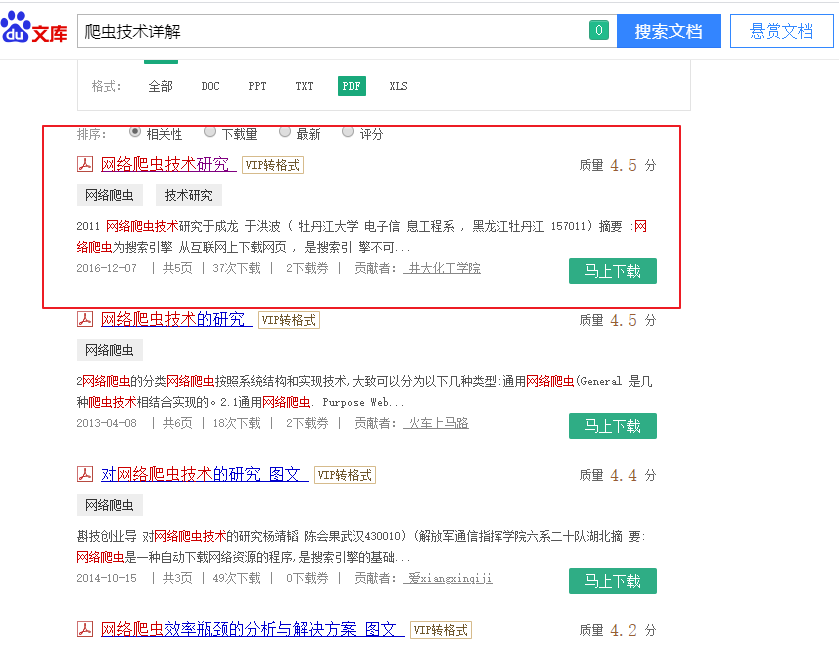 Bai du 文库 爬虫技术详解 0 搜索文档 悬赏文档
格式: 全部 DOC PPT TXT PDF XLS
排序: 相关性 下载量 最新 评分
网络爬虫技术研究 VIP转格式 质量 4.5 分
网络爬虫 技术研究
2011 网络爬虫技术研究于成龙 于洪波 ( 牡丹江大学 电子信 息工程系 , 黑龙江牡丹江 157011) 摘要 :网
络爬虫为搜索引擎 从互联网上下载网页 , 是搜索引 擎不可...
2016-12-07 | 共5页 | 37次下载 | 2下载券 | 贡献者: 井大化工学院 马上下载
网络爬虫技术的研究 VIP转格式 质量 4.5 分
网络爬虫
2网络爬虫的分类网络爬虫按照系统结构和实现技术,大致可以分为以下几种类型:通用网络爬虫(General 是几
种爬虫技术相结合实现的。2.1通用网络爬虫. Purpose Web...
2013-04-08 | 共6页 | 18次下载 | 2下载券 | 贡献者: 火车上马路 马上下载
对网络爬虫技术的研究 图文 VIP转格式 质量 4.4 分
网络爬虫
斟技创业导 对网络爬虫技术的研究杨靖韬 陈会果武汉430010) (解放军通信指挥学院六系二十队湖北摘 要:
网络爬虫是一种自动下载网络资源的程序,是搜索引擎的基础...
2014-10-15 | 共3页 | 49次下载 | 0下载券 | 贡献者: 爱xiangxinqiji 马上下载
网络爬虫效率瓶颈的分析与解决方案 图文 VIP转格式 质量 4.2 分